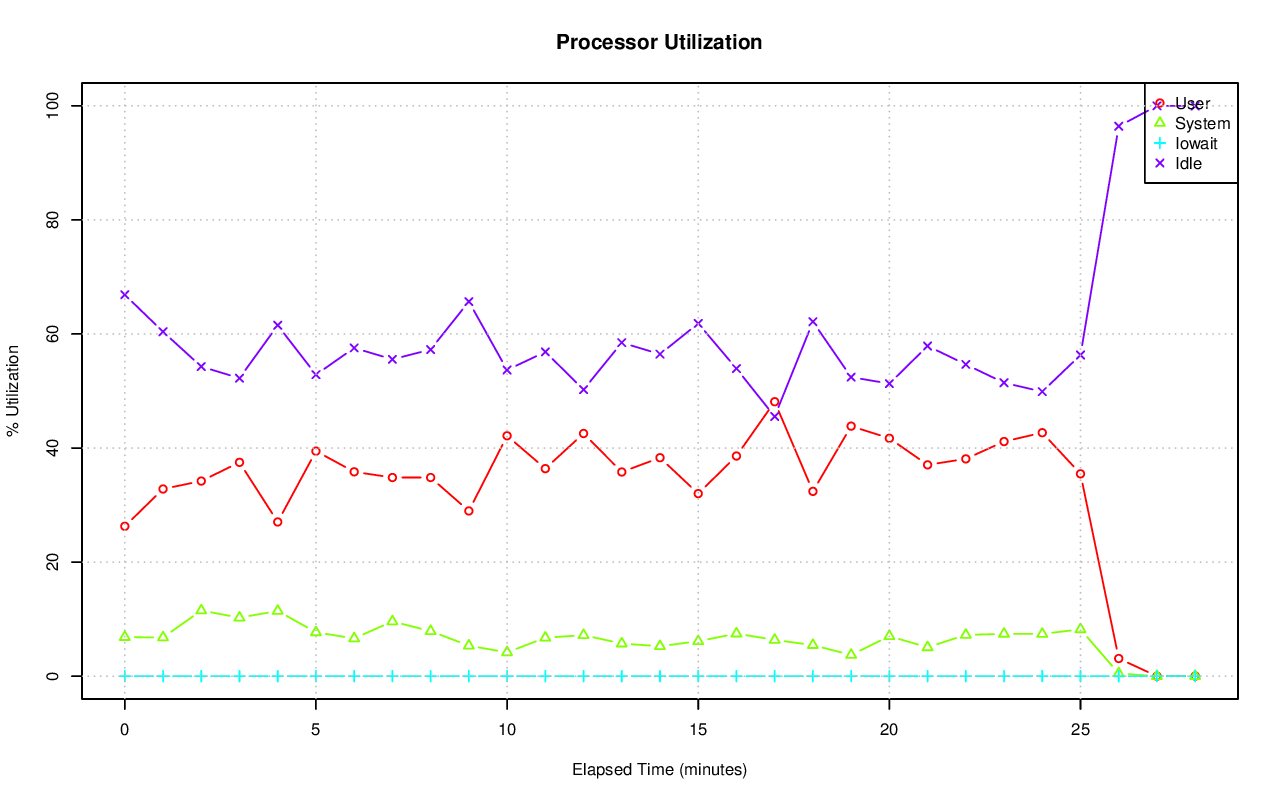 Processor Utilization
% Utilization
100
80
60
40
20
0
User
System
Iowait
Idle
0 5 10 15 20 25
Elapsed Time (minutes)